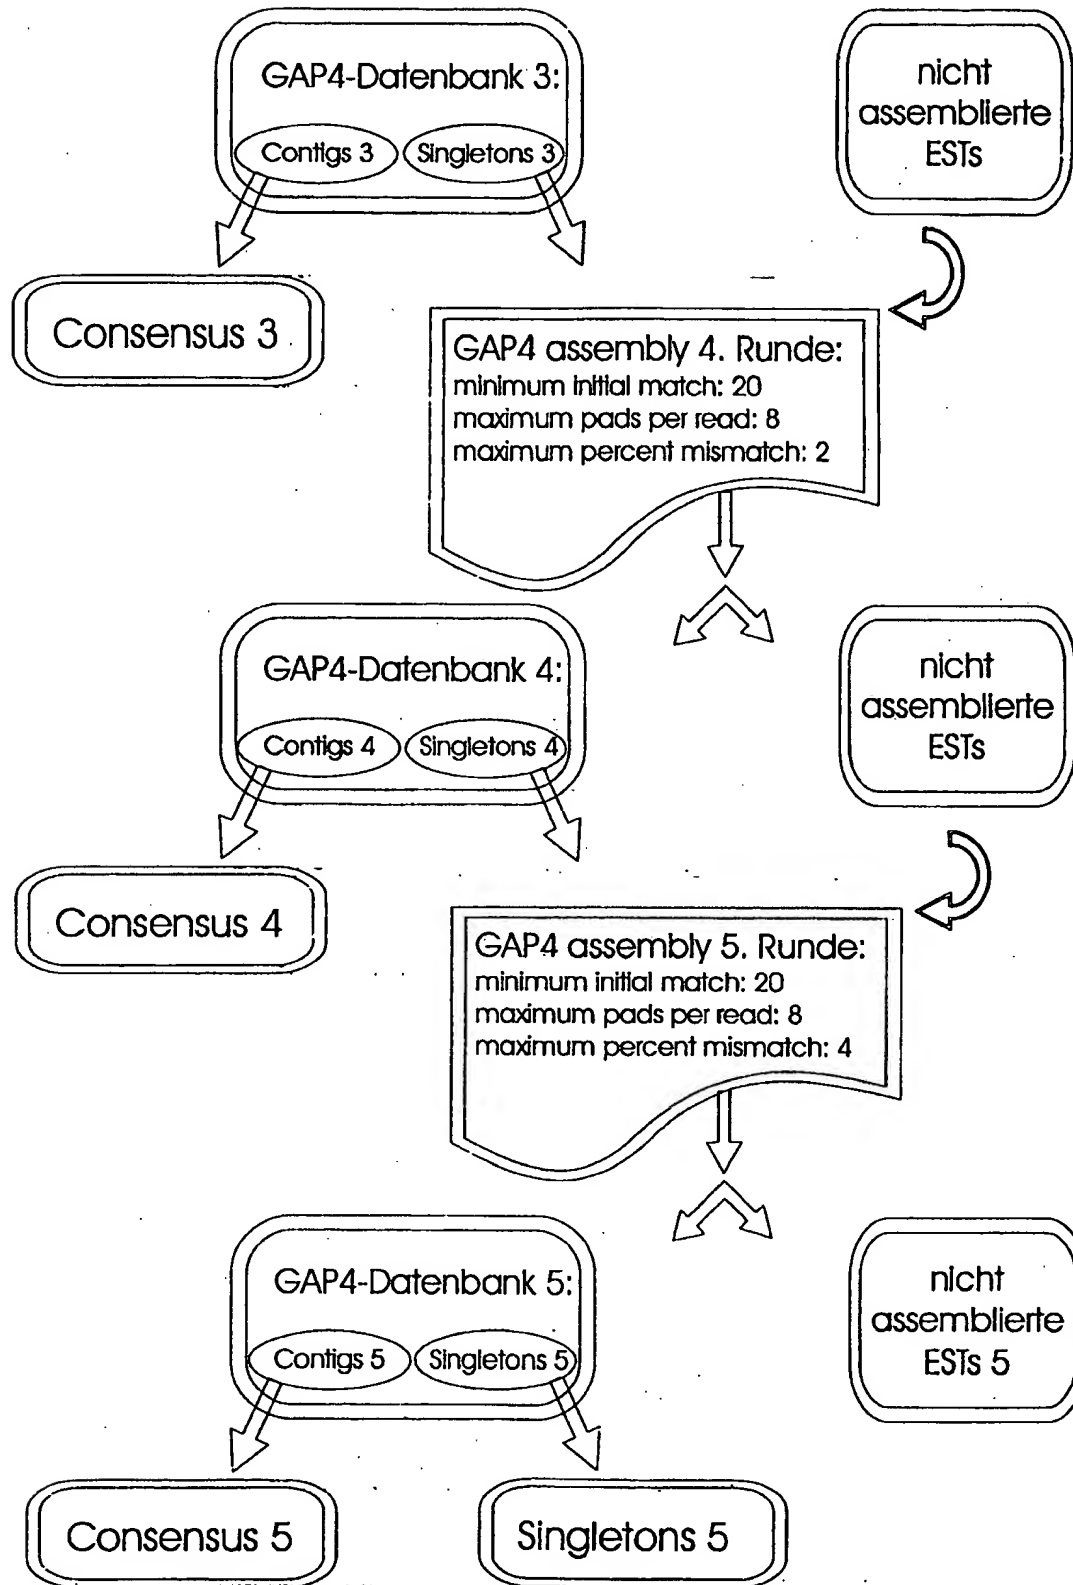 GAP4-Datenbank 3:
Contigs 3
Singletons 3
nicht
assemblierte
ESTs
Consensus 3
GAP4 assembly 4. Runde:
minimum initial match: 20
maximum pads per read: 8
maximum percent mismatch: 2
GAP4-Datenbank 4:
Contigs 4
Singletons 4
nicht
assemblierte
ESTs
Consensus 4
GAP4 assembly 5. Runde:
minimum initial match: 20
maximum pads per read: 8
maximum percent mismatch: 4
GAP4-Datenbank 5:
Contigs 5
Singletons 5
nicht
assemblierte
ESTs 5
Consensus 5
Singletons 5